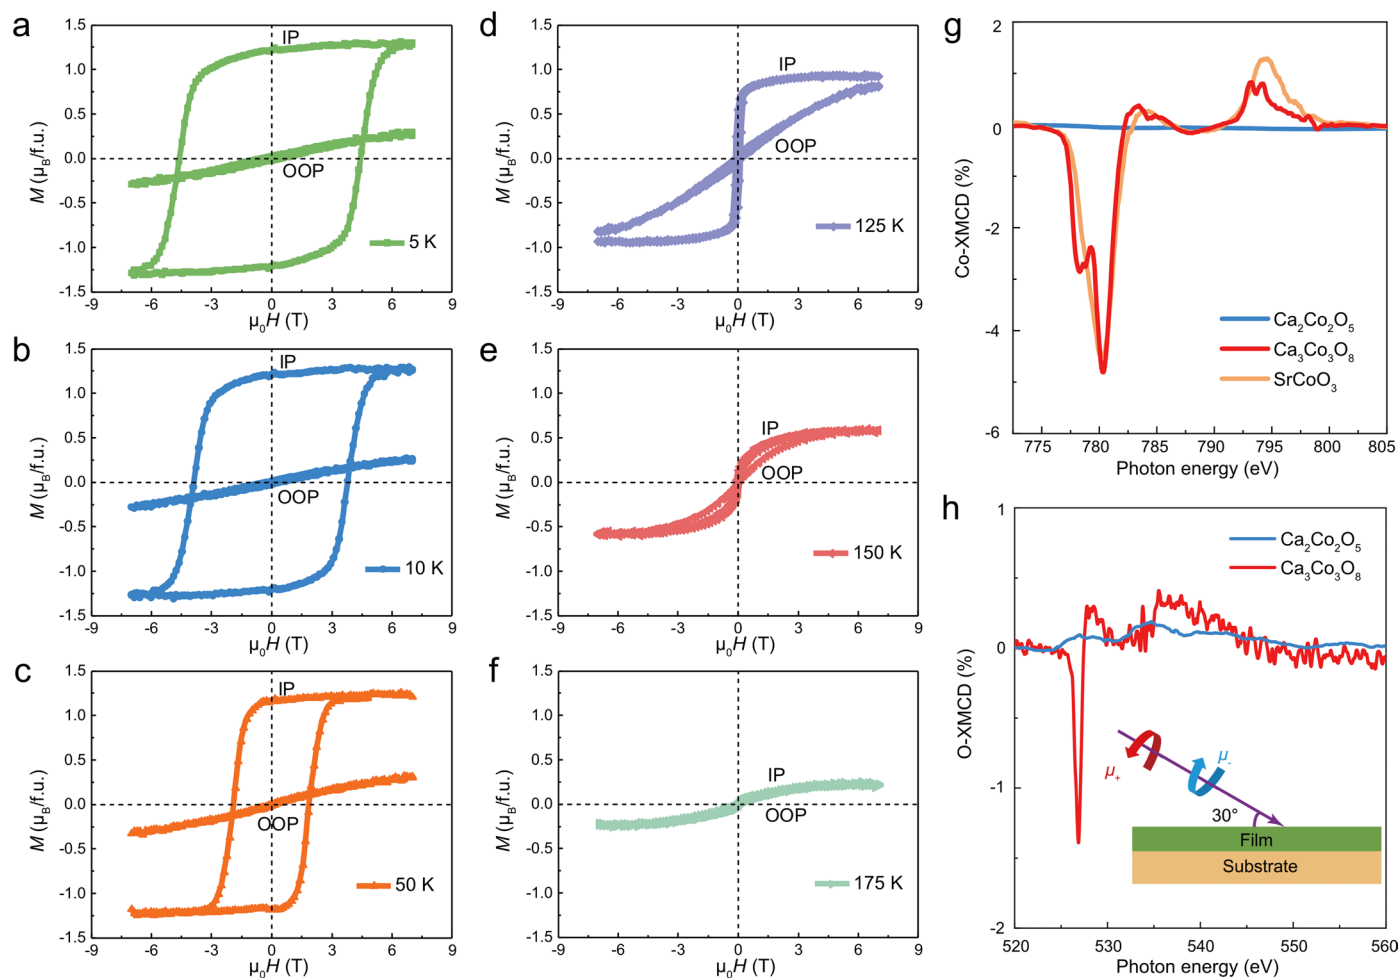 a
1.5
1.0
0.5
0.0
-0.5
-1.0
-1.5
M (μB/f.u.)
IP
OOP
5 K
-9 -6 -3 0 3 6 9
μ0H (T)
b
1.5
1.0
0.5
0.0
-0.5
-1.0
-1.5
M (μB/f.u.)
IP
OOP
10 K
-9 -6 -3 0 3 6 9
μ0H (T)
c
1.5
1.0
0.5
0.0
-0.5
-1.0
-1.5
M (μB/f.u.)
IP
OOP
50 K
-9 -6 -3 0 3 6 9
μ0H (T)
d
1.5
1.0
0.5
0.0
-0.5
-1.0
-1.5
M (μB/f.u.)
IP
OOP
125 K
-9 -6 -3 0 3 6 9
μ0H (T)
e
1.5
1.0
0.5
0.0
-0.5
-1.0
-1.5
M (μB/f.u.)
IP
OOP
150 K
-9 -6 -3 0 3 6 9
μ0H (T)
f
1.5
1.0
0.5
0.0
-0.5
-1.0
-1.5
M (μB/f.u.)
IP
OOP
175 K
-9 -6 -3 0 3 6 9
μ0H (T)
g
2
0
-2
-4
-6
Co-XMCD (%)
Ca2Co2O5
Ca3Co3O8
SrCoO3
775 780 785 790 795 800 805
Photon energy (eV)
h
1
0
-1
-2
O-XMCD (%)
Ca2Co2O5
Ca3Co3O8
μ+
μ-
30°
Film
Substrate
520 530 540 550 560
Photon energy (eV)